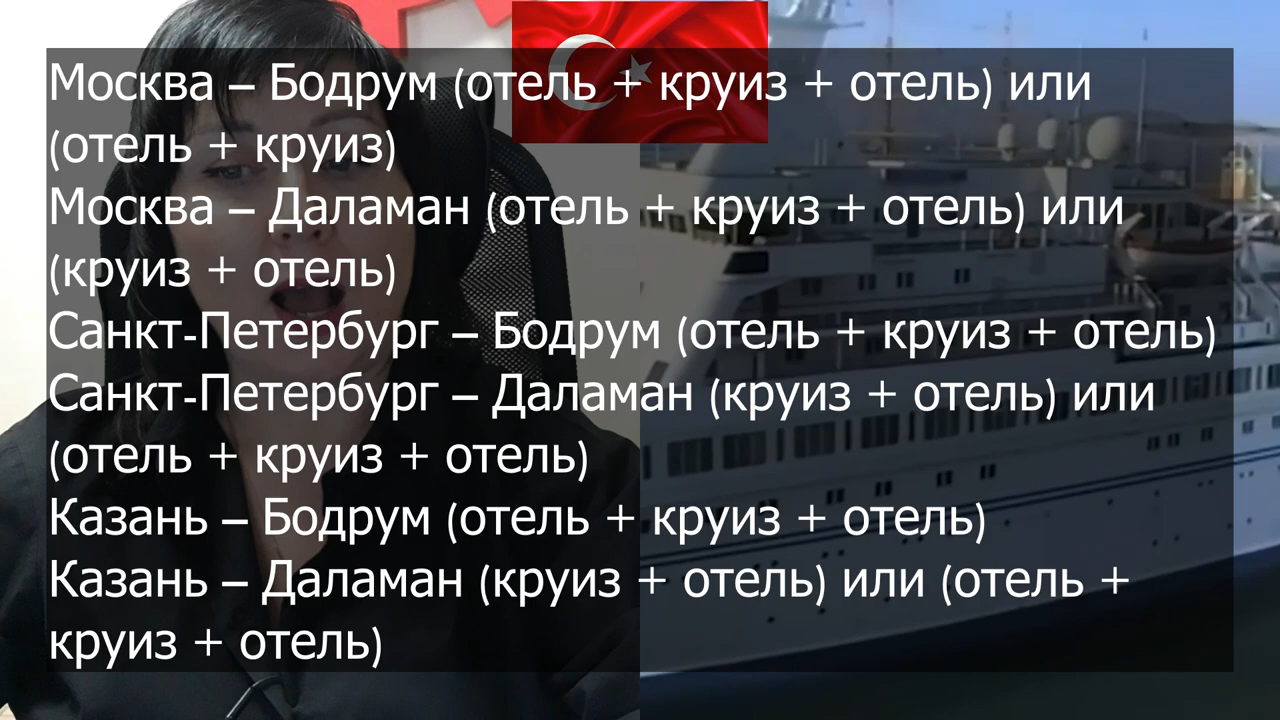 Москва – Бодрум (отель + круиз + отель) или
(отель + круиз)
Москва – Даламан (отель + круиз + отель) или
(круиз + отель)
Санкт-Петербург – Бодрум (отель + круиз + отель)
Санкт-Петербург – Даламан (круиз + отель) или
(отель + круиз + отель)
Казань – Бодрум (отель + круиз + отель)
Казань – Даламан (круиз + отель) или (отель +
круиз + отель)